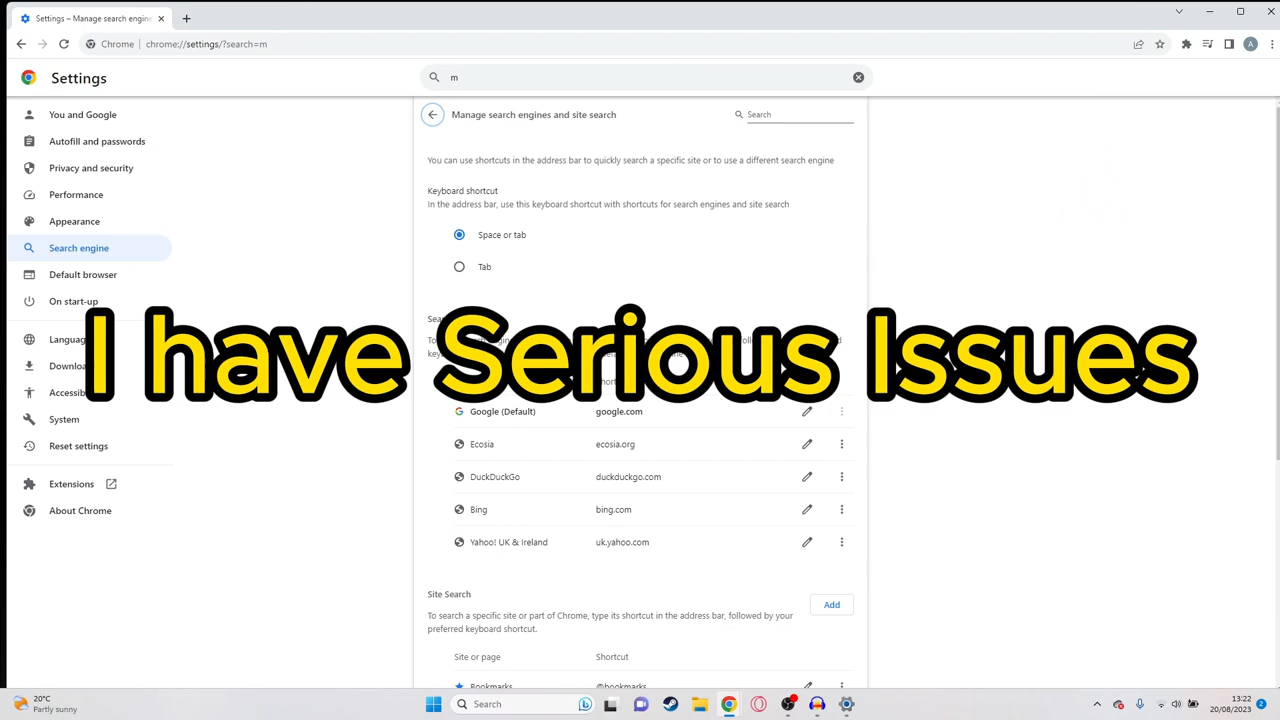 Settings – Manage search engine
Chrome
chrome://settings/?search=m
A
Settings
m
You and Google
Autofill and passwords
Privacy and security
Performance
Appearance
Search engine
Default browser
On start-up
System
Reset settings
Extensions
About Chrome
Manage search engines and site search
Search
You can use shortcuts in the address bar to quickly search a specific site or to use a different search engine
Keyboard shortcut
In the address bar, use this keyboard shortcut with shortcuts for search engines and site search
Space or tab
Tab
I have Serious Issues
Google (Default) google.com
Ecosia ecosia.org
DuckDuckGo duckduckgo.com
Bing bing.com
Yahoo! UK & Ireland uk.yahoo.com
Site Search
Add
To search a specific site or part of Chrome, type its shortcut in the address bar, followed by your
preferred keyboard shortcut.
Site or page Shortcut
Bookmarks @bookmarks
20°C
Partly sunny
Search
13:22
20/08/2023
2